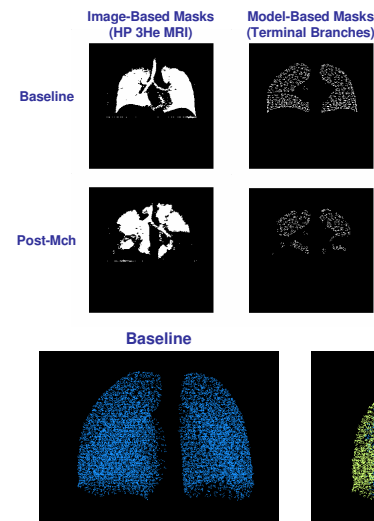 Image-Based Masks
(HP 3He MRI)
Model-Based Masks
(Terminal Branches)
Baseline
Post-Mch
Baseline